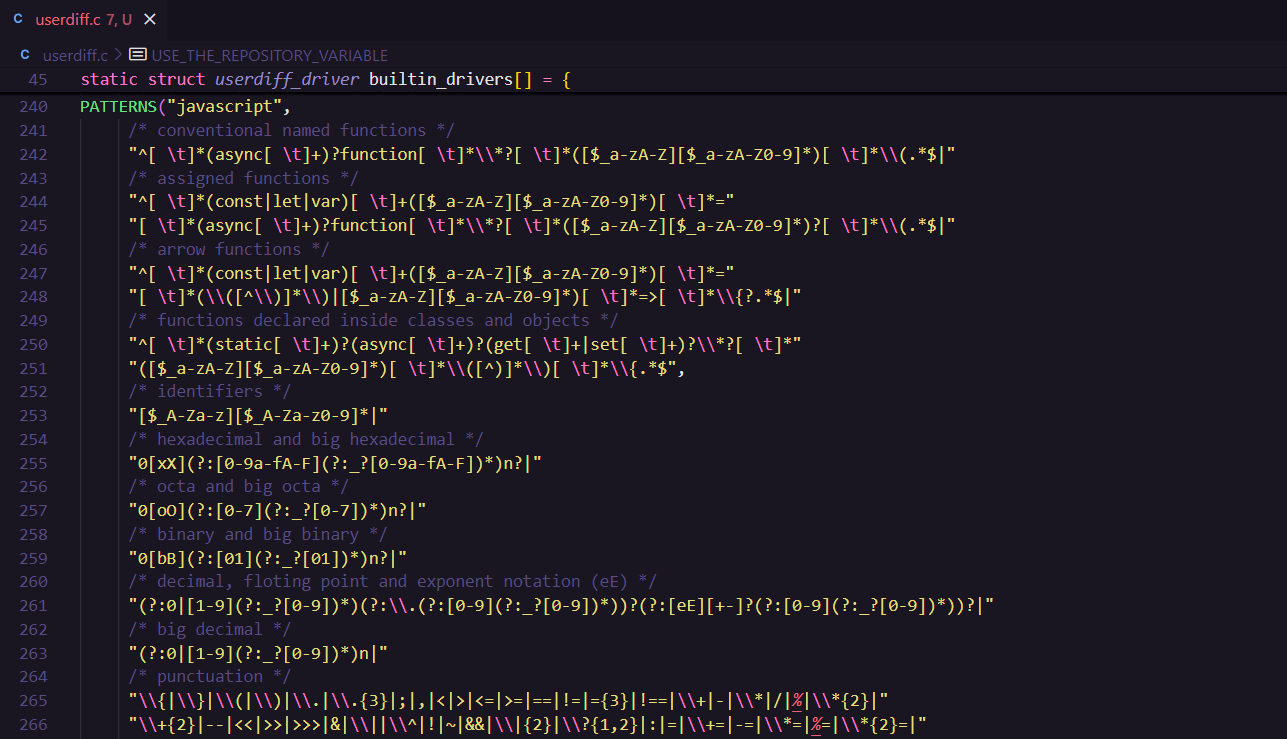 C userdiff.c 7, U ×
C userdiff.c > USE_THE_REPOSITORY_VARIABLE
45 static struct userdiff_driver builtin_drivers[] = {
240 PATTERNS("javascript",
241 /* conventional named functions */
242 "^[ \t]*(async[ \t]+)?function[ \t]*\\*?[ \t]*([$_a-zA-Z][$_a-zA-Z0-9]*)[ \t]*\\(.*$|"
243 /* assigned functions */
244 "^[ \t]*(const|let|var)[ \t]+([$_a-zA-Z][$_a-zA-Z0-9]*)[ \t]*="
245 "[ \t]*(async[ \t]+)?function[ \t]*\\*?[ \t]*([$_a-zA-Z][$_a-zA-Z0-9]*)?[ \t]*\\(.*$|"
246 /* arrow functions */
247 "^[ \t]*(const|let|var)[ \t]+([$_a-zA-Z][$_a-zA-Z0-9]*)[ \t]*="
248 "[ \t]*(\\([^\\)]*\\)|[$_a-zA-Z][$_a-zA-Z0-9]*)[ \t]*=>[ \t]*\\{?.*$|"
249 /* functions declared inside classes and objects */
250 "^[ \t]*(static[ \t]+)?(async[ \t]+)?(get[ \t]+|set[ \t]+)?\\*?[ \t]*"
251 "([$_a-zA-Z][$_a-zA-Z0-9]*)[ \t]*\\([^)]*\\)[ \t]*\\{.*$",
252 /* identifiers */
253 "[$_A-Za-z][$_A-Za-z0-9]*|"
254 /* hexadecimal and big hexadecimal */
255 "0[xX](?:[0-9a-fA-F](?:_?[0-9a-fA-F])*)n?|"
256 /* octa and big octa */
257 "0[oO](?:[0-7](?:_?[0-7])*)n?|"
258 /* binary and big binary */
259 "0[bB](?:[01](?:_?[01])*)n?|"
260 /* decimal, floting point and exponent notation (eE) */
261 "(?:0|[1-9](?:_?[0-9])*)(?:\\.(?:[0-9](?:_?[0-9])*))?(?:[eE][+-]?(?:[0-9](?:_?[0-9])*))?|"
262 /* big decimal */
263 "(?:0|[1-9](?:_?[0-9])*)n|"
264 /* punctuation */
265 "\\{|\\}|\\(|\\)|\\.|\\.{3}|;|,|<|>|<=|>=|==|!=|={3}|!==|\\+|-|\\*|/|%|\\*{2}|"
266 "\\+{2}|--|<<|>>|>>>|&|\\||\\^|!|~|&&|\\|{2}|\\?{1,2}|:|=|\\+=|-=|\\*=|%=|\\*{2}=|"